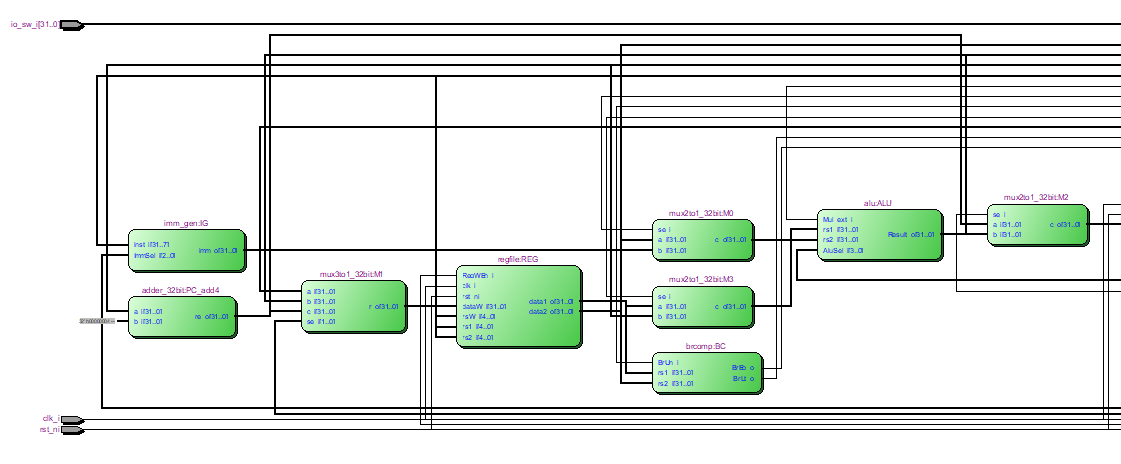 io_sw_i[31..0]
imm_gen:IG
inst_i[31..7]
ImmSel_i[2..0]
imm_o[31..0]
adder_32bit:PC_add4
a_i[31..0]
b_i[31..0]
re_o[31..0]
mux3to1_32bit:M1
a_i[31..0]
b_i[31..0]
c_i[31..0]
se_i[1..0]
r_o[31..0]
regfile:REG
RegWEn_i
clk_i
rst_ni
dataW_i[31..0]
rsW_i[4..0]
rs1_i[4..0]
rs2_i[4..0]
data1_o[31..0]
data2_o[31..0]
mux2to1_32bit:M0
se_i
a_i[31..0]
b_i[31..0]
c_o[31..0]
mux2to1_32bit:M3
se_i
a_i[31..0]
b_i[31..0]
c_o[31..0]
brcomp:BC
BrUn_i
rs1_i[31..0]
rs2_i[31..0]
BrEq_o
BrLt_o
alu:ALU
Mul_ext_i
rs1_i[31..0]
rs2_i[31..0]
AluSel_i[3..0]
Result_o[31..0]
mux2to1_32bit:M2
se_i
a_i[31..0]
b_i[31..0]
c_o[31..0]
clk_i
rst_ni